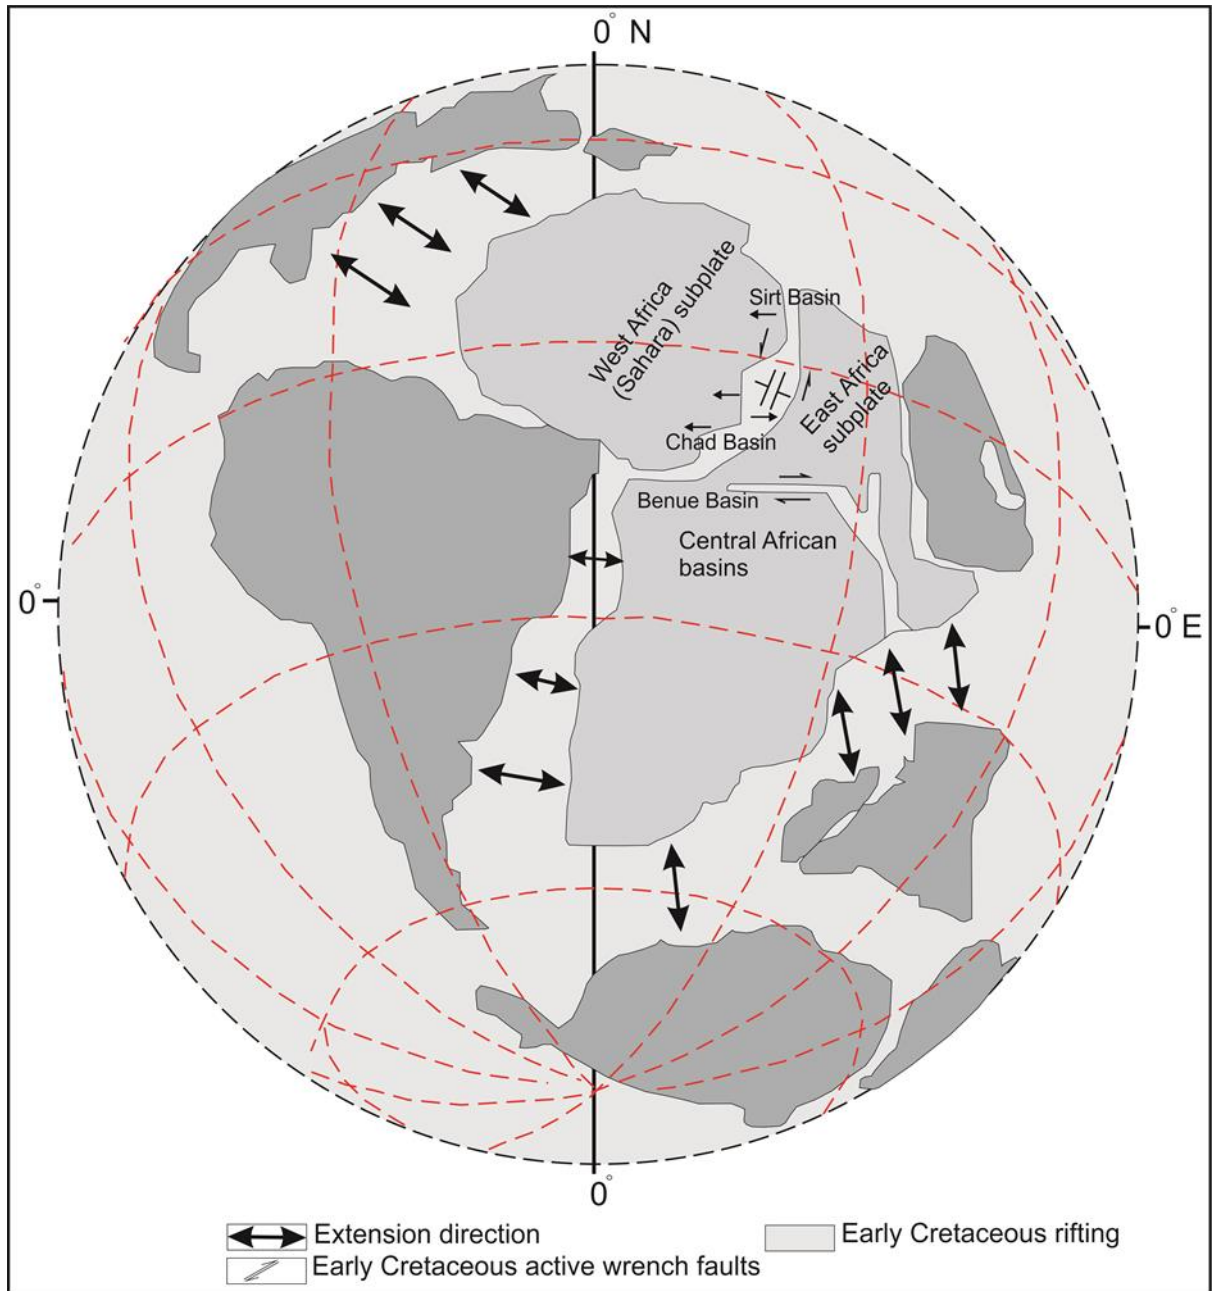 0° N
Sirt Basin
West Africa
(Sahara) subplate
East Africa
subplate
Chad Basin
Benue Basin
Central African
basins
0°
0° E
0°
Extension direction
Early Cretaceous rifting
Early Cretaceous active wrench faults